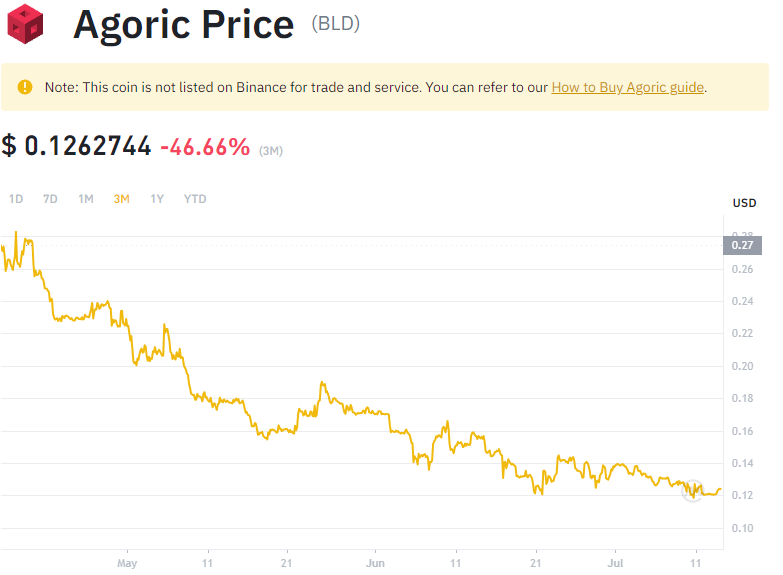 Agoric Price (BLD)
Note: This coin is not listed on Binance for trade and service. You can refer to our How to Buy Agoric guide.
$ 0.1262744 -46.66% (3M)
1D 7D 1M 3M 1Y YTD
USD
0.28
0.27
0.26
0.24
0.22
0.20
0.18
0.16
0.14
0.12
0.10
May 11 21 Jun 11 21 Jul 11